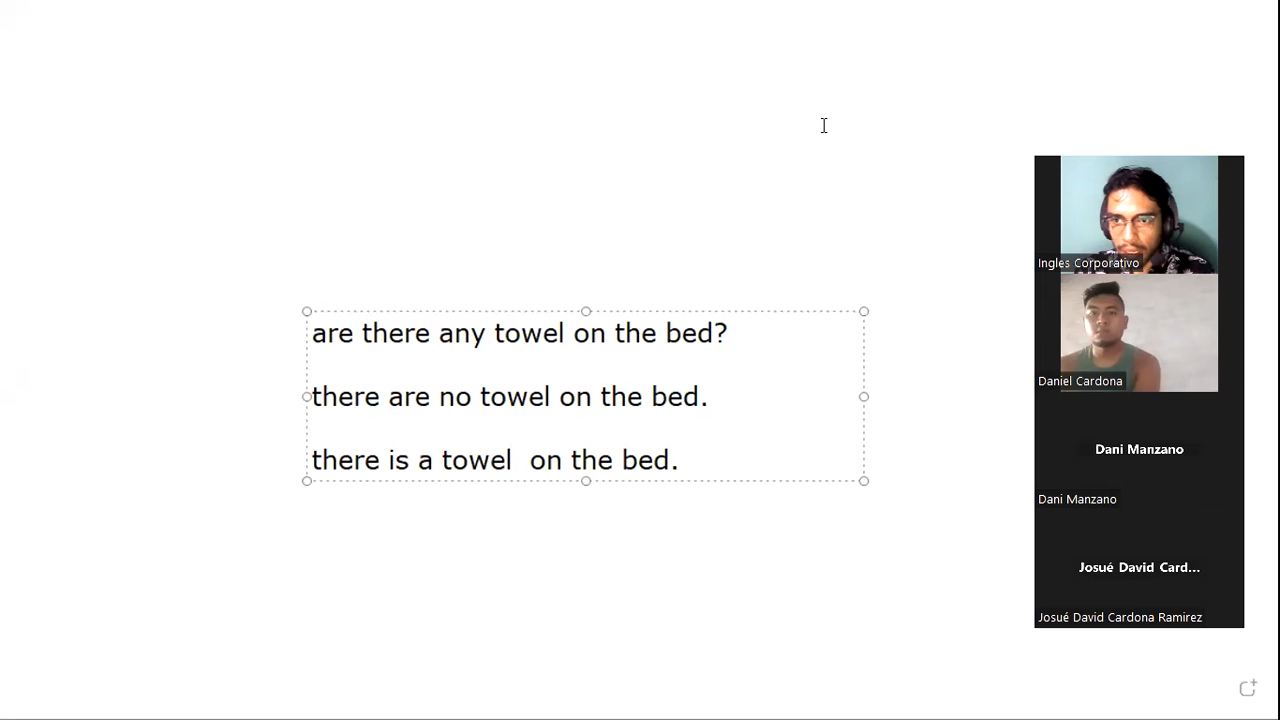 are there any towel on the bed?
there are no towel on the bed.
there is a towel  on the bed.
Ingles Corporativo
Daniel Cardona
Dani Manzano
Dani Manzano
Josué David Card...
Josué David Cardona Ramirez